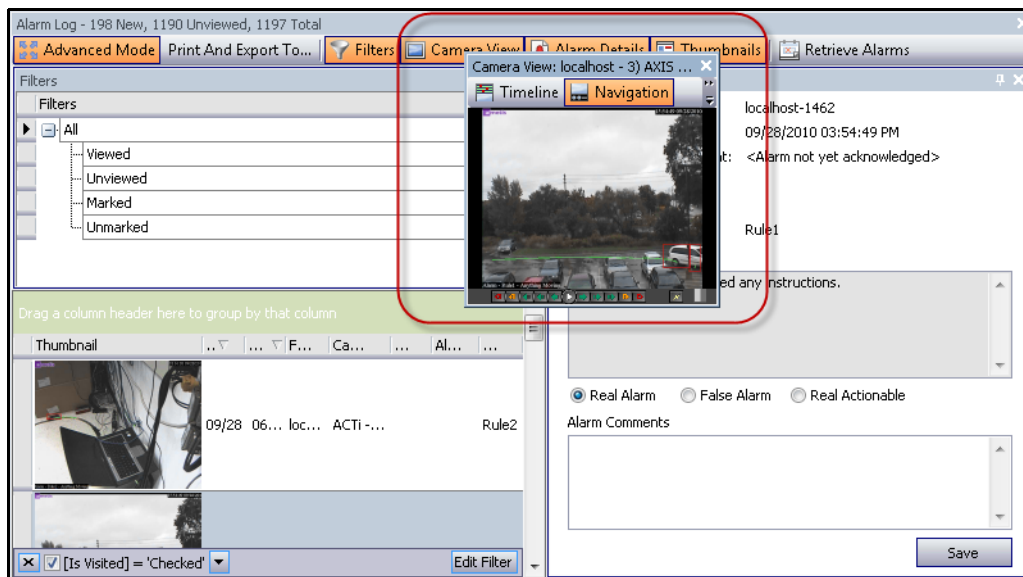 Alarm Log - 198 New, 1190 Unviewed, 1197 Total
Advanced Mode Print And Export To... Filters Camera View Alarm Details Thumbnails Retrieve Alarms
Camera View: localhost - 3) AXIS ...
Timeline Navigation
Filters
Filters
All
Viewed
Unviewed
Marked
Unmarked
localhost-1462
09/28/2010 03:54:49 PM
<Alarm not yet acknowledged>
Rule1
any instructions.
Drag a column header here to group by that column
Thumbnail .. ... F... Ca... ... Al... ...
09/28 06... loc... ACTi -... Rule2
Real Alarm False Alarm Real Actionable
Alarm Comments
[Is Visited] = 'Checked' Edit Filter
Save